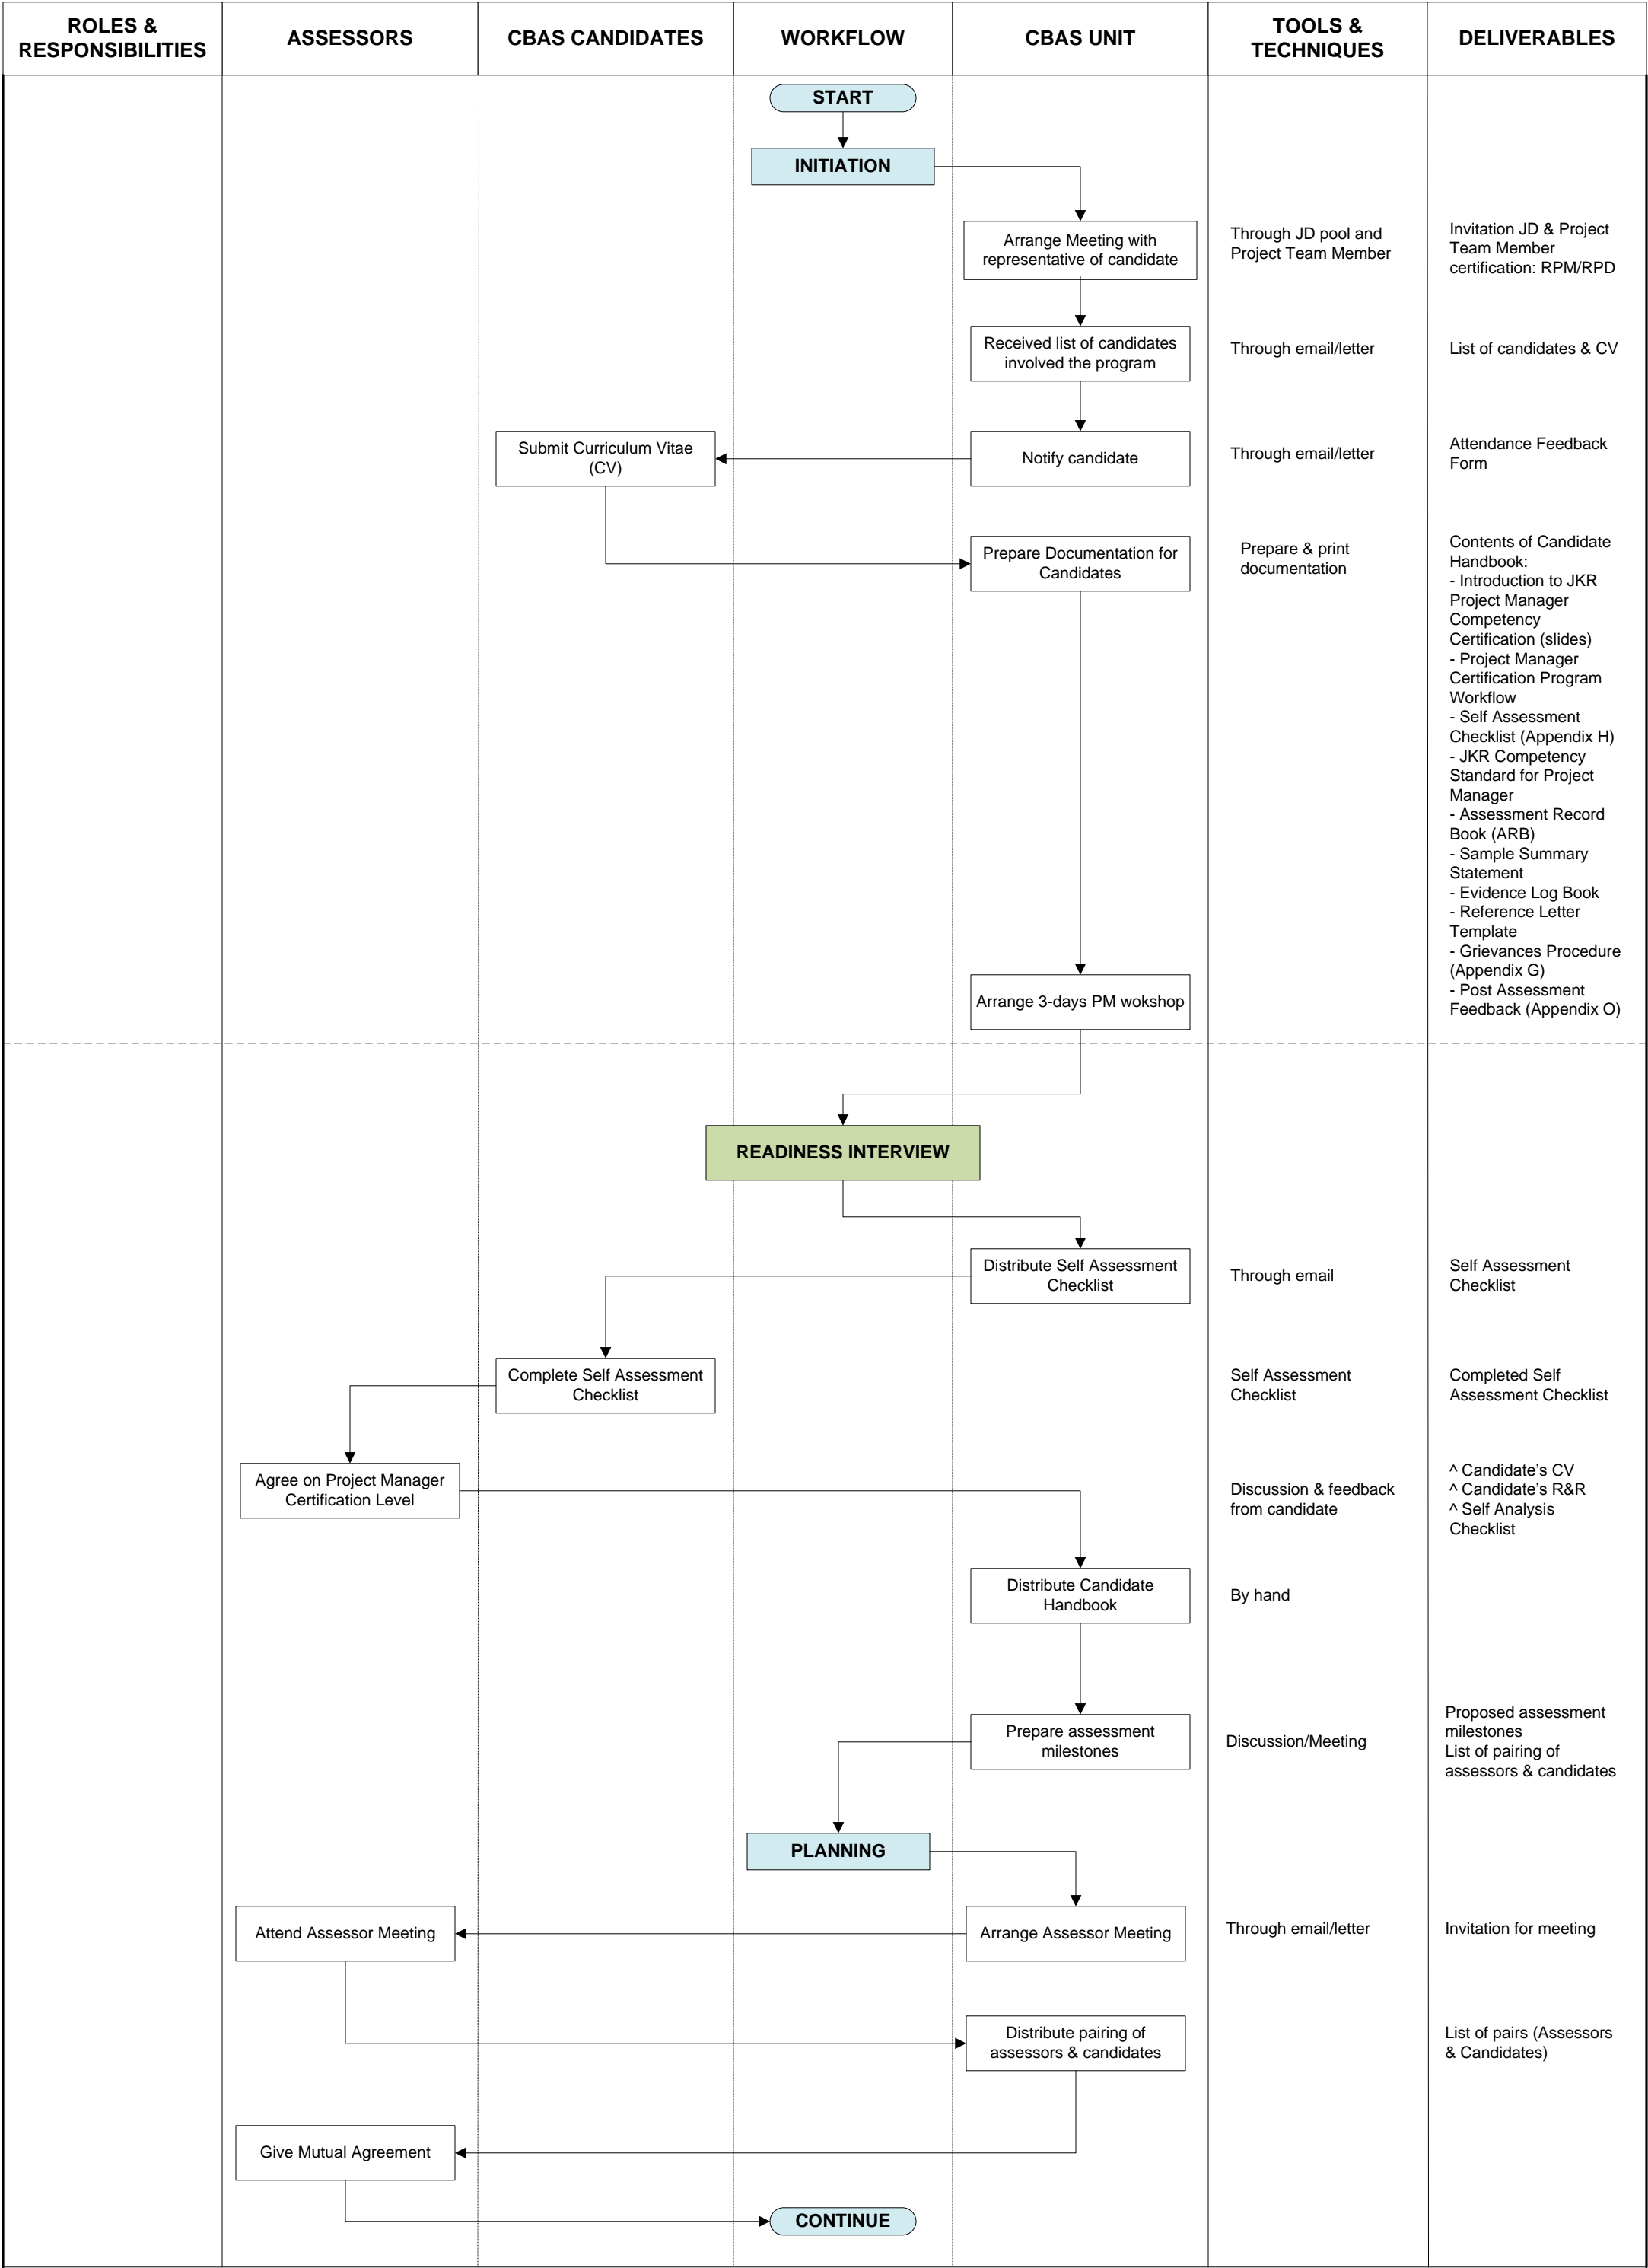 ROLES &
RESPONSIBILITIES
ASSESSORS
CBAS CANDIDATES
WORKFLOW
CBAS UNIT
TOOLS &
TECHNIQUES
DELIVERABLES
START
INITIATION
Arrange Meeting with
representative of candidate
Through JD pool and
Project Team Member
Invitation JD & Project
Team Member
certification: RPM/RPD
Received list of candidates
involved the program
Through email/letter
List of candidates & CV
Submit Curriculum Vitae
(CV)
Notify candidate
Through email/letter
Attendance Feedback
Form
Prepare Documentation for
Candidates
Prepare & print
documentation
Contents of Candidate
Handbook:
- Introduction to JKR
Project Manager
Competency
Certification (slides)
- Project Manager
Certification Program
Workflow
- Self Assessment
Checklist (Appendix H)
- JKR Competency
Standard for Project
Manager
- Assessment Record
Book (ARB)
- Sample Summary
Statement
- Evidence Log Book
- Reference Letter
Template
- Grievances Procedure
(Appendix G)
- Post Assessment
Feedback (Appendix O)
Arrange 3-days PM wokshop
READINESS INTERVIEW
Distribute Self Assessment
Checklist
Through email
Self Assessment
Checklist
Complete Self Assessment
Checklist
Self Assessment
Checklist
Completed Self
Assessment Checklist
Agree on Project Manager
Certification Level
Discussion & feedback
from candidate
^ Candidate's CV
^ Candidate's R&R
^ Self Analysis
Checklist
Distribute Candidate
Handbook
By hand
Prepare assessment
milestones
Discussion/Meeting
Proposed assessment
milestones
List of pairing of
assessors & candidates
PLANNING
Attend Assessor Meeting
Arrange Assessor Meeting
Through email/letter
Invitation for meeting
Distribute pairing of
assessors & candidates
List of pairs (Assessors
& Candidates)
Give Mutual Agreement
CONTINUE